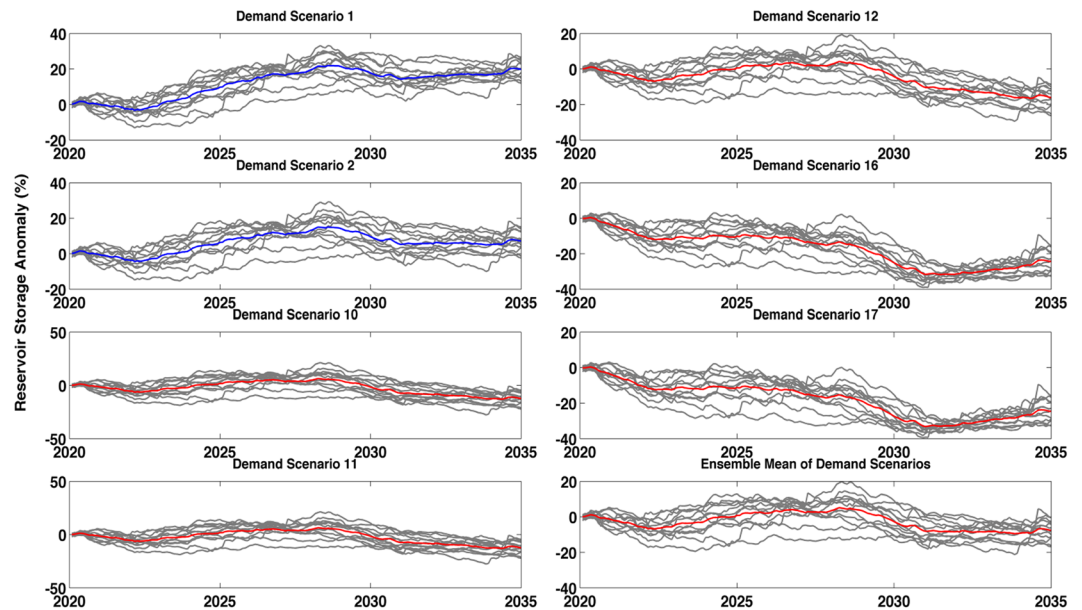 Reservoir Storage Anomaly (%)
Demand Scenario 1
40
20
0
-20
2020 2025 2030 2035
Demand Scenario 2
40
20
0
-20
2020 2025 2030 2035
Demand Scenario 10
50
0
-50
2020 2025 2030 2035
Demand Scenario 11
50
0
-50
2020 2025 2030 2035
Demand Scenario 12
20
0
-20
-40
2020 2025 2030 2035
Demand Scenario 16
20
0
-20
-40
2020 2025 2030 2035
Demand Scenario 17
20
0
-20
-40
2020 2025 2030 2035
Ensemble Mean of Demand Scenarios
20
0
-20
-40
2020 2025 2030 2035